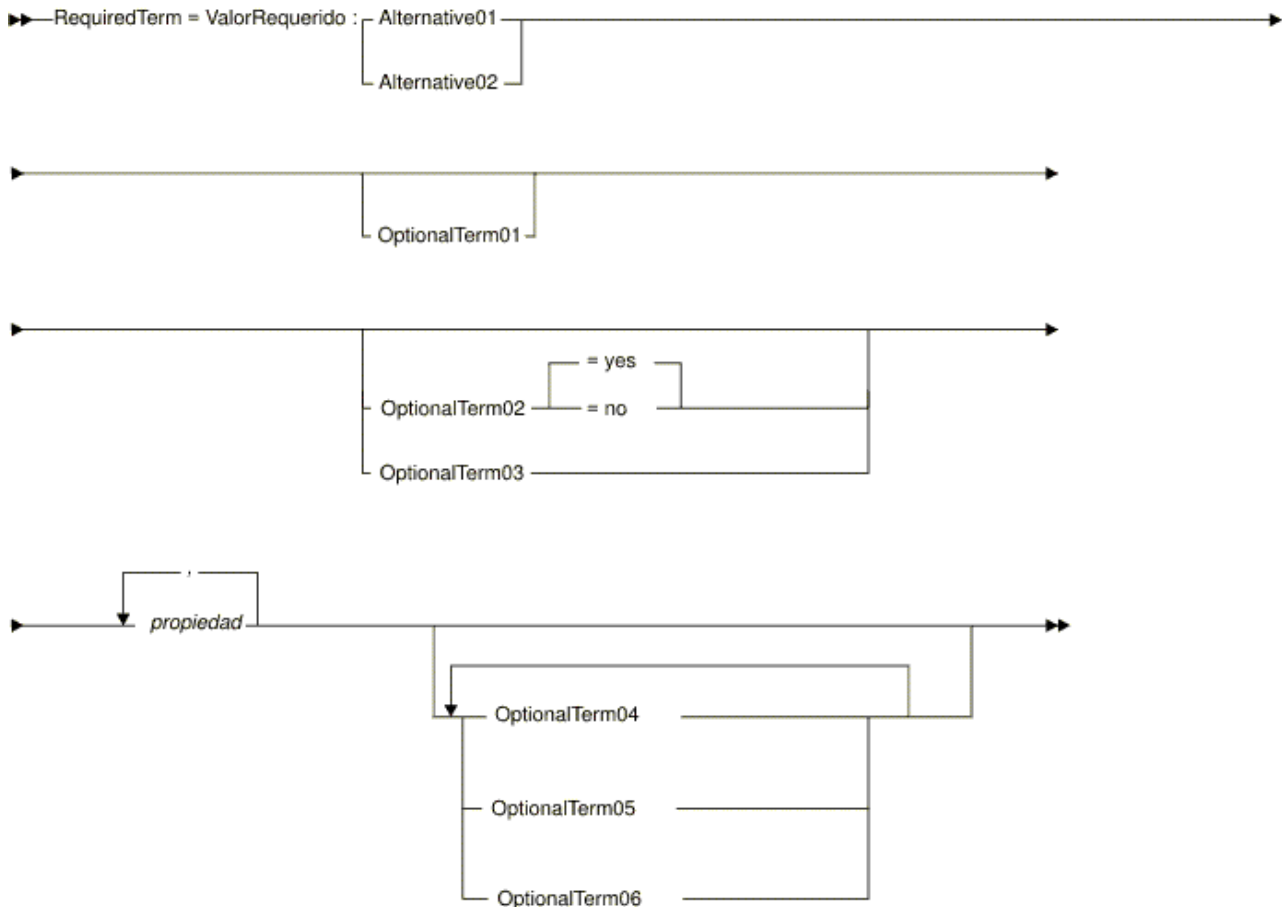 RequiredTerm = ValorRequerido : Alternative01
Alternative02
OptionalTerm01
= yes
OptionalTerm02 = no
OptionalTerm03
,
propiedad
OptionalTerm04
OptionalTerm05
OptionalTerm06